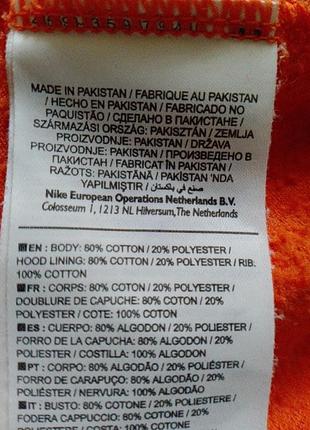 MADE IN PAKISTAN / FABRIQUE AU PAKISTAN
/ HECHO EN PAKISTÁN / FABRICADO NO
PAQUISTÃO / СДЕЛАНО В ПАКИСТАНЕ /
SZÁRMAZÁSI ORSZÁG: PAKISZTÁN / ZEMLJA
PROIZVODNJE: PAKISTAN / DRŽAVA
PROIZVODNJE: PAKISTAN / ПРОИЗВЕДЕНО В
ПАКИСТАН / FABRICAT ÎN PAKISTAN /
RAŽOTS: PAKISTĀNĀ / PAKISTAN 'NDA
YAPILMIŞTIR / صنع في باكستان
Nike European Operations Netherlands B.V.
Colosseum 1, 1213 NL Hilversum, The Netherlands
EN: BODY: 80% COTTON / 20% POLYESTER /
HOOD LINING: 80% COTTON / 20% POLYESTER / RIB:
100% COTTON
FR: CORPS: 80% COTON / 20% POLYESTER /
DOUBLURE DE CAPUCHE: 80% COTON / 20%
POLYESTER / COTE: 100% COTON
ES: CUERPO: 80% ALGODON / 20% POLIESTER /
FORRO DE LA CAPUCHA: 80% ALGODON / 20%
POLIESTER / COSTILLA: 100% ALGODON
PT: CORPO: 80% ALGODÃO / 20% POLIÉSTER /
FORRO DE CARAPUÇO: 80% ALGODÃO / 20%
POLIÉSTER / NERVURA: 100% ALGODÃO
IT: BUSTO: 80% COTONE / 20% POLIESTERE /
FODERA CAPPUCCIO: 80% COTONE / 20%
POLIESTERE / COSTA: 100% COTONE